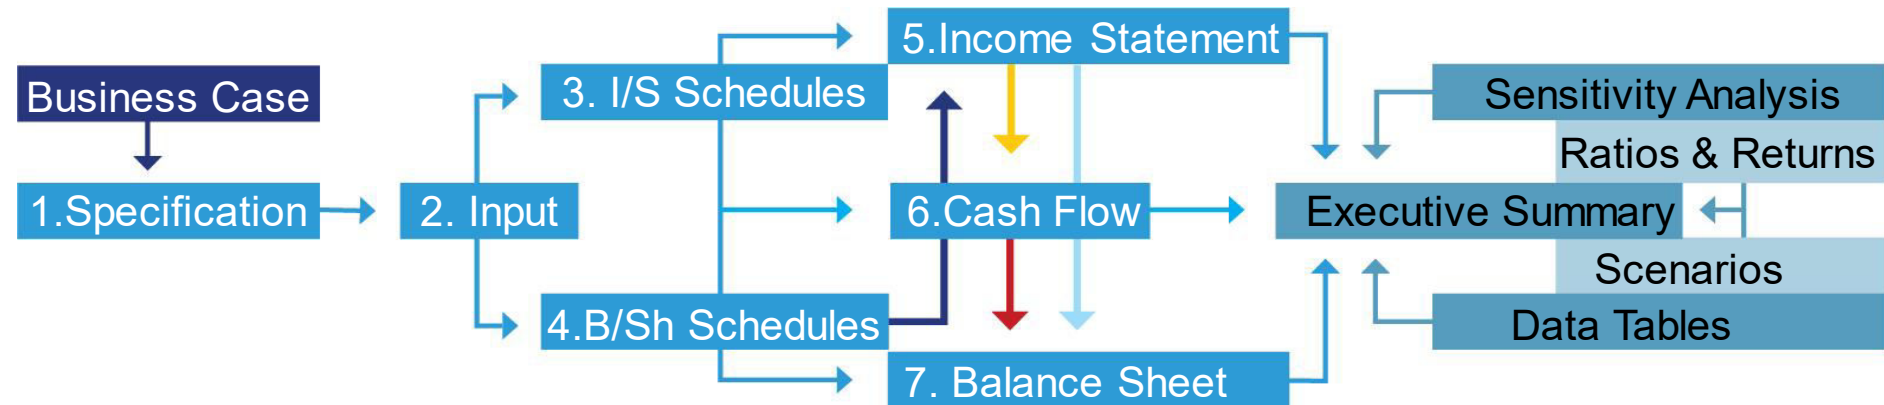 Business Case
1.Specification
2. Input
3. I/S Schedules
4.B/Sh Schedules
5.Income Statement
6.Cash Flow
7. Balance Sheet
Sensitivity Analysis
Ratios & Returns
Executive Summary
Scenarios
Data Tables